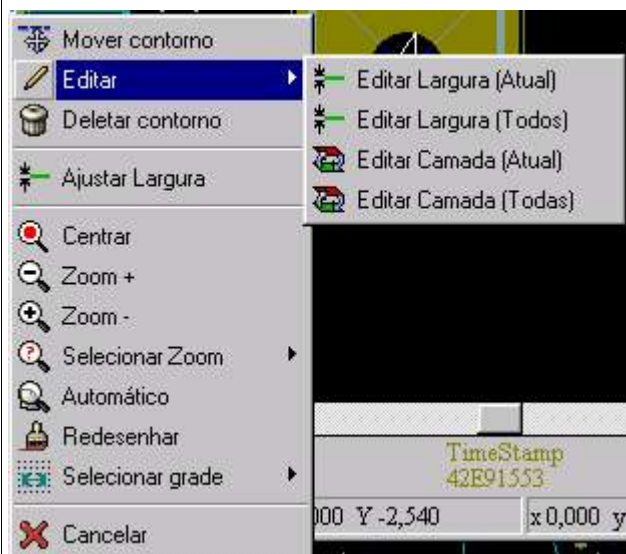 Mover contorno
Editar
Deletar contorno
Ajustar Largura
Centrar
Zoom +
Zoom -
Selecionar Zoom
Automático
Redesenhar
Selecionar grade
Cancelar
Editar Largura (Atual)
Editar Largura (Todos)
Editar Camada (Atual)
Editar Camada (Todas)
TimeStamp
42E91553
000 Y -2,540 x 0,000 y